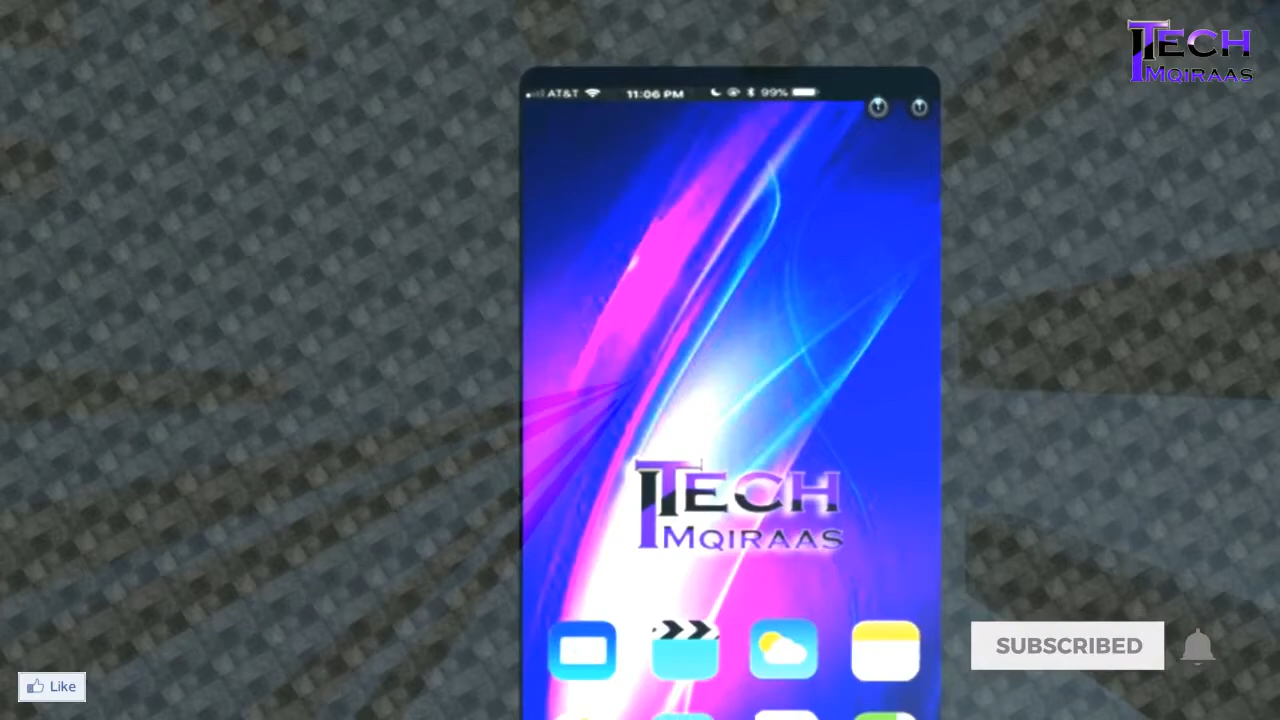 TECH
MQIRAAS
AT&T 11:06 PM 99%
TECH
MQIRAAS
SUBSCRIBED
Like